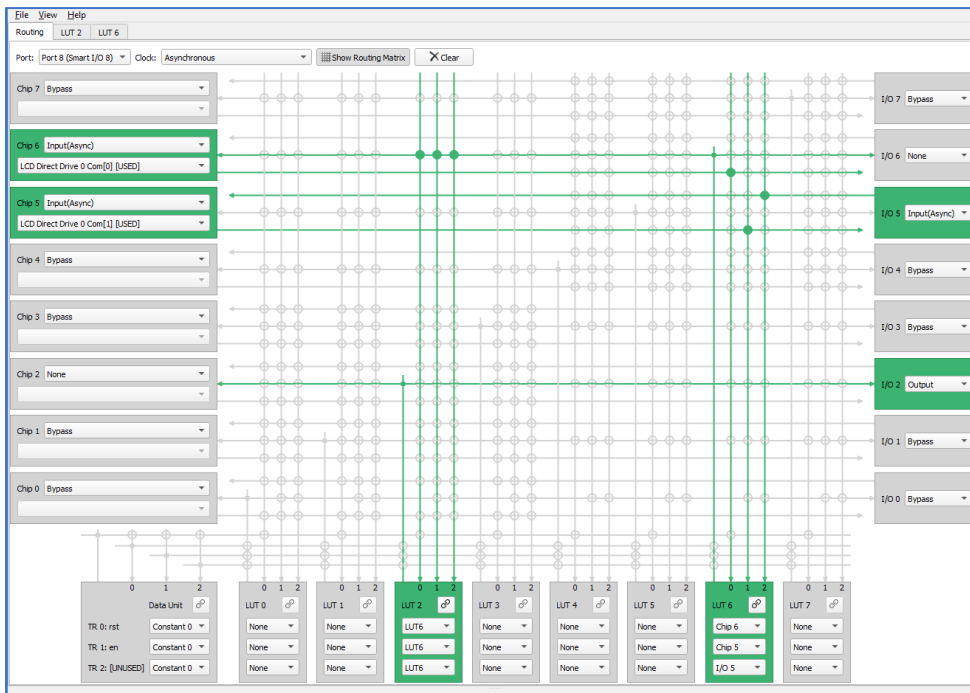 File View Help
Routing LUT 2 LUT 6
Port: Port 8 (Smart I/O 8) Clock: Asynchronous Show Routing Matrix Clear
Chip 7 Bypass
I/O 7 Bypass
Chip 6 Input(Async)
LCD Direct Drive 0 Com[0] [USED]
I/O 6 None
Chip 5 Input(Async)
LCD Direct Drive 0 Com[1] [USED]
I/O 5 Input(Async)
Chip 4 Bypass
I/O 4 Bypass
Chip 3 Bypass
I/O 3 Bypass
Chip 2 None
I/O 2 Output
Chip 1 Bypass
I/O 1 Bypass
Chip 0 Bypass
I/O 0 Bypass
0 1 2 0 1 2 0 1 2 0 1 2 0 1 2 0 1 2 0 1 2 0 1 2 0 1 2
Data Unit LUT 0 LUT 1 LUT 2 LUT 3 LUT 4 LUT 5 LUT 6 LUT 7
TR 0: rst Constant 0 None None LUT6 None None None Chip 6 None
TR 1: en Constant 0 None None LUT6 None None None Chip 5 None
TR 2: [UNUSED] Constant 0 None None LUT6 None None None I/O 5 None